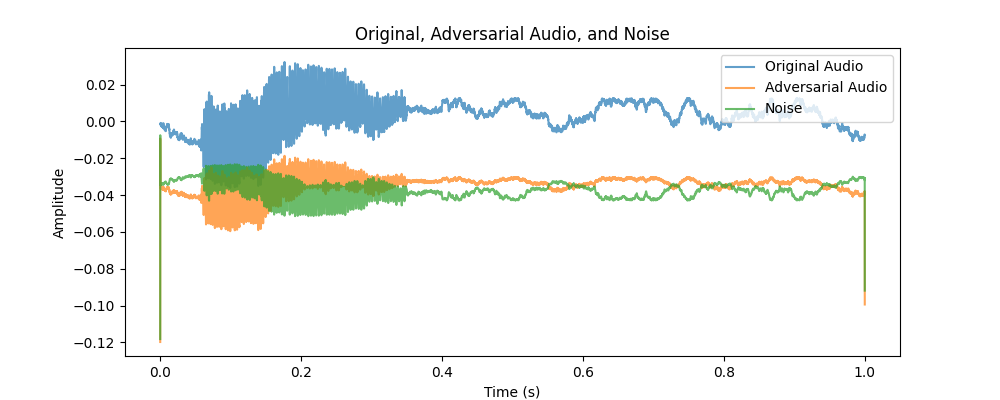 Original, Adversarial Audio, and Noise
Original Audio
Adversarial Audio
Noise
Amplitude
0.02
0.00
−0.02
−0.04
−0.06
−0.08
−0.10
−0.12
0.0 0.2 0.4 0.6 0.8 1.0
Time (s)